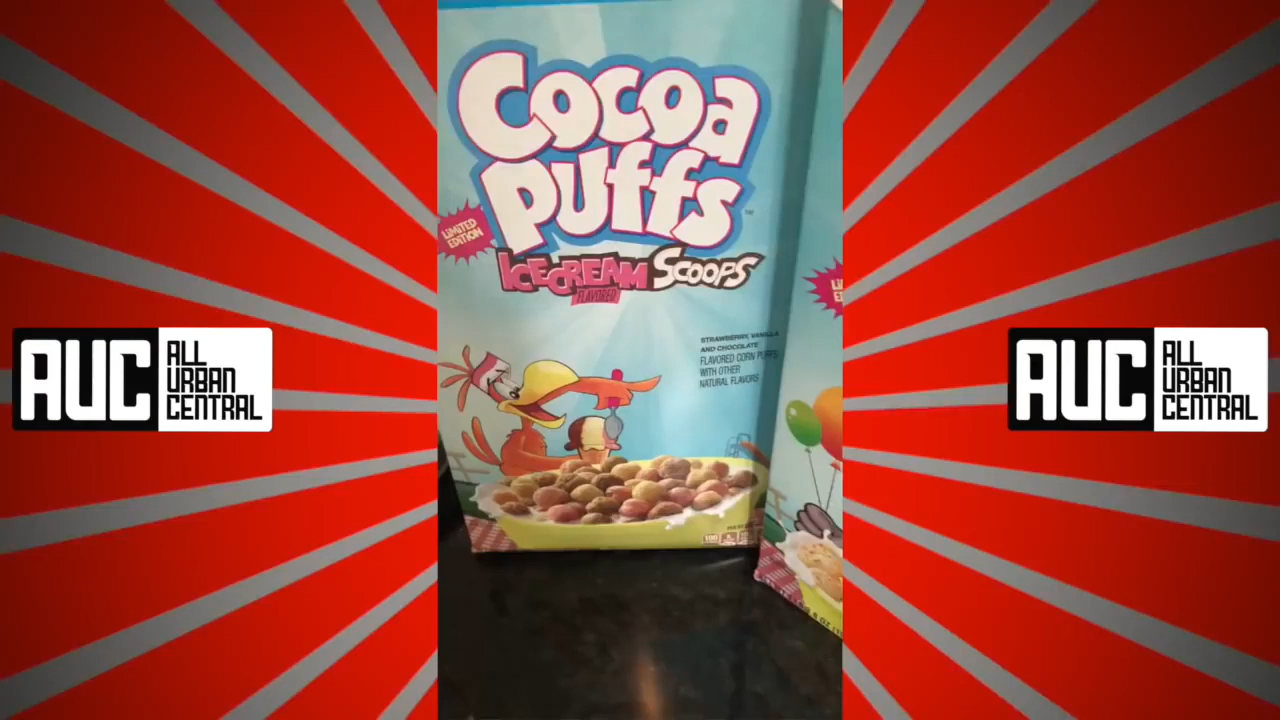 Cocoa
Puffs
™
LIMITED
EDITION
ICE CREAM SCOOPS
FLAVORED
STRAWBERRY, VANILLA
AND CHOCOLATE
FLAVORED CORN PUFFS
WITH OTHER
NATURAL FLAVORS
AUC
ALL
URBAN
CENTRAL
AUC
ALL
URBAN
CENTRAL